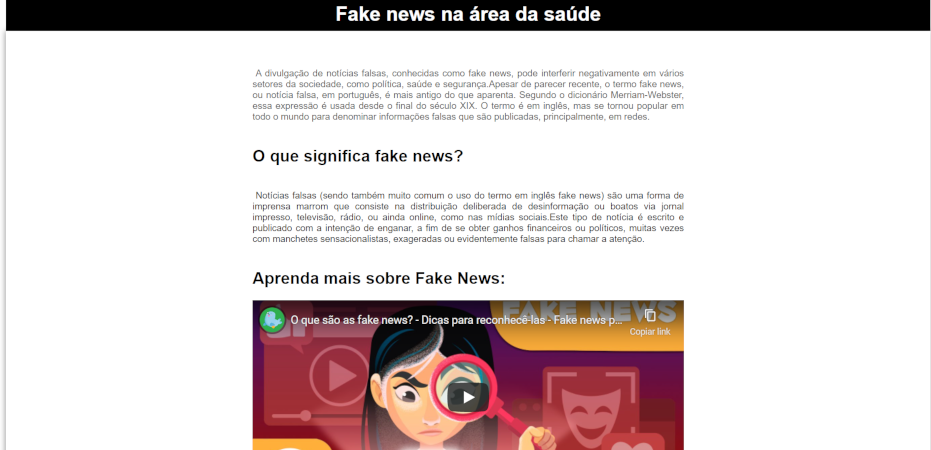 Fake news na área da saúde
A divulgação de notícias falsas, conhecidas como fake news, pode interferir negativamente em vários
setores da sociedade, como política, saúde e segurança.Apesar de parecer recente, o termo fake news,
ou notícia falsa, em português, é mais antigo do que aparenta. Segundo o dicionário Merriam-Webster,
essa expressão é usada desde o final do século XIX. O termo é em inglês, mas se tornou popular em
todo o mundo para denominar informações falsas que são publicadas, principalmente, em redes.
O que significa fake news?
Notícias falsas (sendo também muito comum o uso do termo em inglês fake news) são uma forma de
imprensa marrom que consiste na distribuição deliberada de desinformação ou boatos via jornal
impresso, televisão, rádio, ou ainda online, como nas mídias sociais.Este tipo de notícia é escrito e
publicado com a intenção de enganar, a fim de se obter ganhos financeiros ou políticos, muitas vezes
com manchetes sensacionalistas, exageradas ou evidentemente falsas para chamar a atenção.
Aprenda mais sobre Fake News:
FAKE NEWS
O que são as fake news? - Dicas para reconhecê-las - Fake news p...
Copiar link